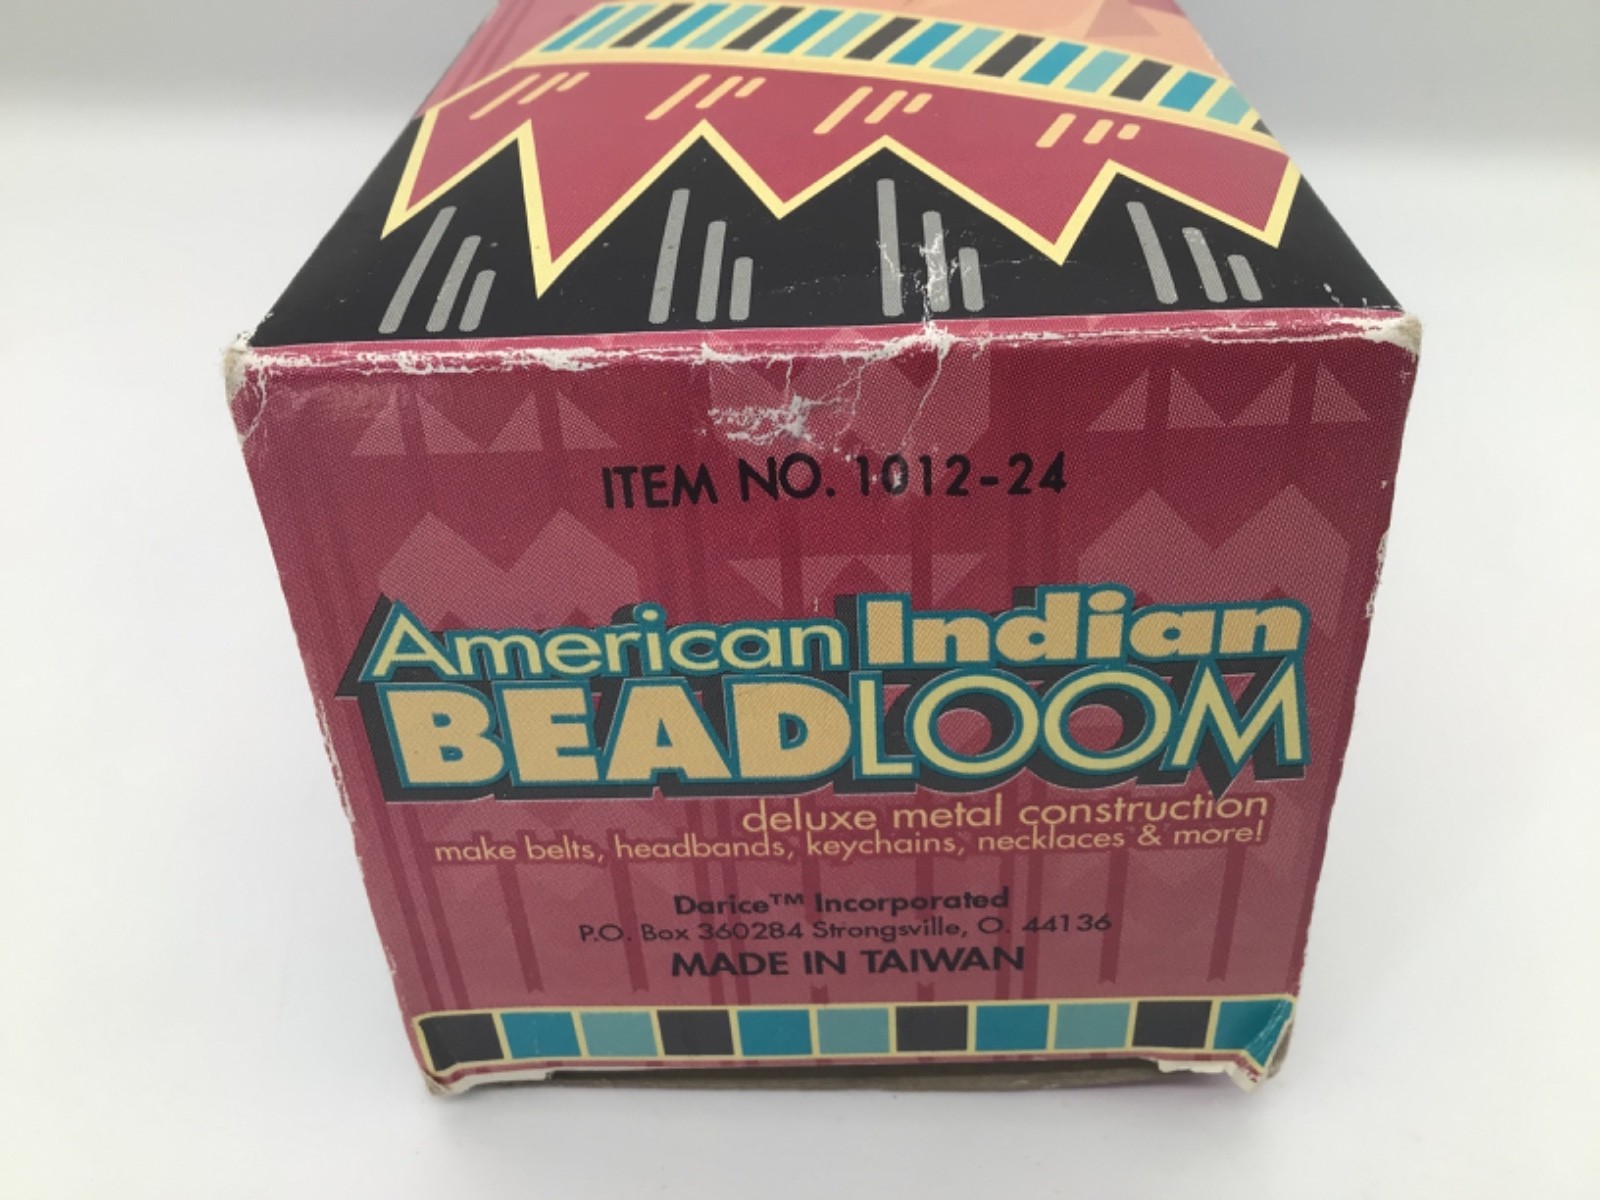 ITEM NO. 1012-24
American Indian
BEADLOOM
deluxe metal construction
make belts, headbands, keychains, necklaces & more!
Darice™ Incorporated
P.O. Box 360284 Strongsville, O. 44136
MADE IN TAIWAN